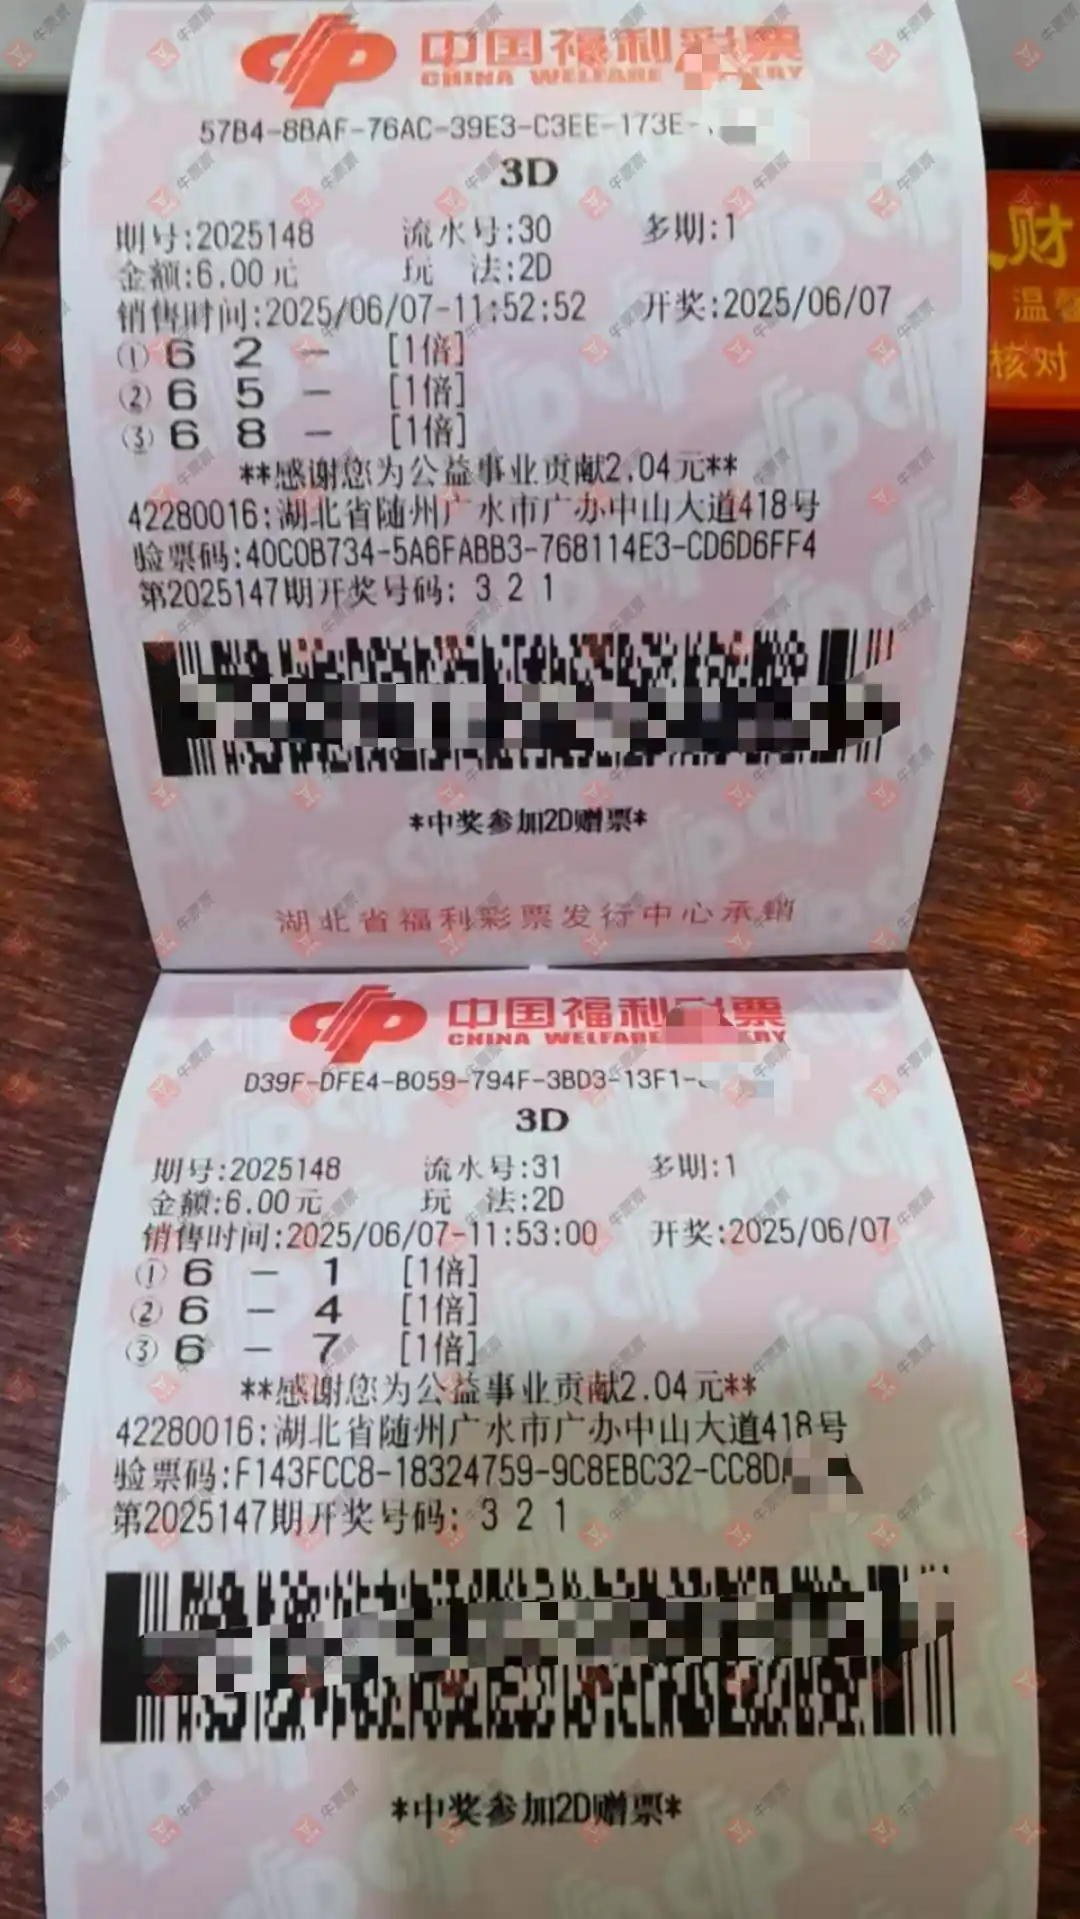 中国福利彩票
CHINA WELFARE
57B4-8BAF-76AC-39E3-C3EE-173E-
3D
期号:2025148 流水号:30 多期:1
金额:6.00元 玩 法:2D
销售时间:2025/06/07-11:52:52 开奖:2025/06/07
① 6 2 - [1倍]
② 6 5 - [1倍]
③ 6 8 - [1倍]
**感谢您为公益事业贡献2.04元**
42280016:湖北省随州广水市广办中山大道418号
验票码:40C0B734-5A6FABB3-768114E3-CD6D6FF4
第2025147期开奖号码: 3 2 1
*中奖参加2D赠票*
湖北省福利彩票发行中心承销
中国福利彩票
CHINA WELFARE
D39F-DFE4-B059-794F-3BD3-13F1-
3D
期号:2025148 流水号:31 多期:1
金额:6.00元 玩 法:2D
销售时间:2025/06/07-11:53:00 开奖:2025/06/07
① 6 - 1 [1倍]
② 6 - 4 [1倍]
③ 6 - 7 [1倍]
**感谢您为公益事业贡献2.04元**
42280016:湖北省随州广水市广办中山大道418号
验票码:F143FCC8-18324759-9C8EBC32-CC8D
第2025147期开奖号码: 3 2 1
*中奖参加2D赠票*
财
温
核对
牛票票